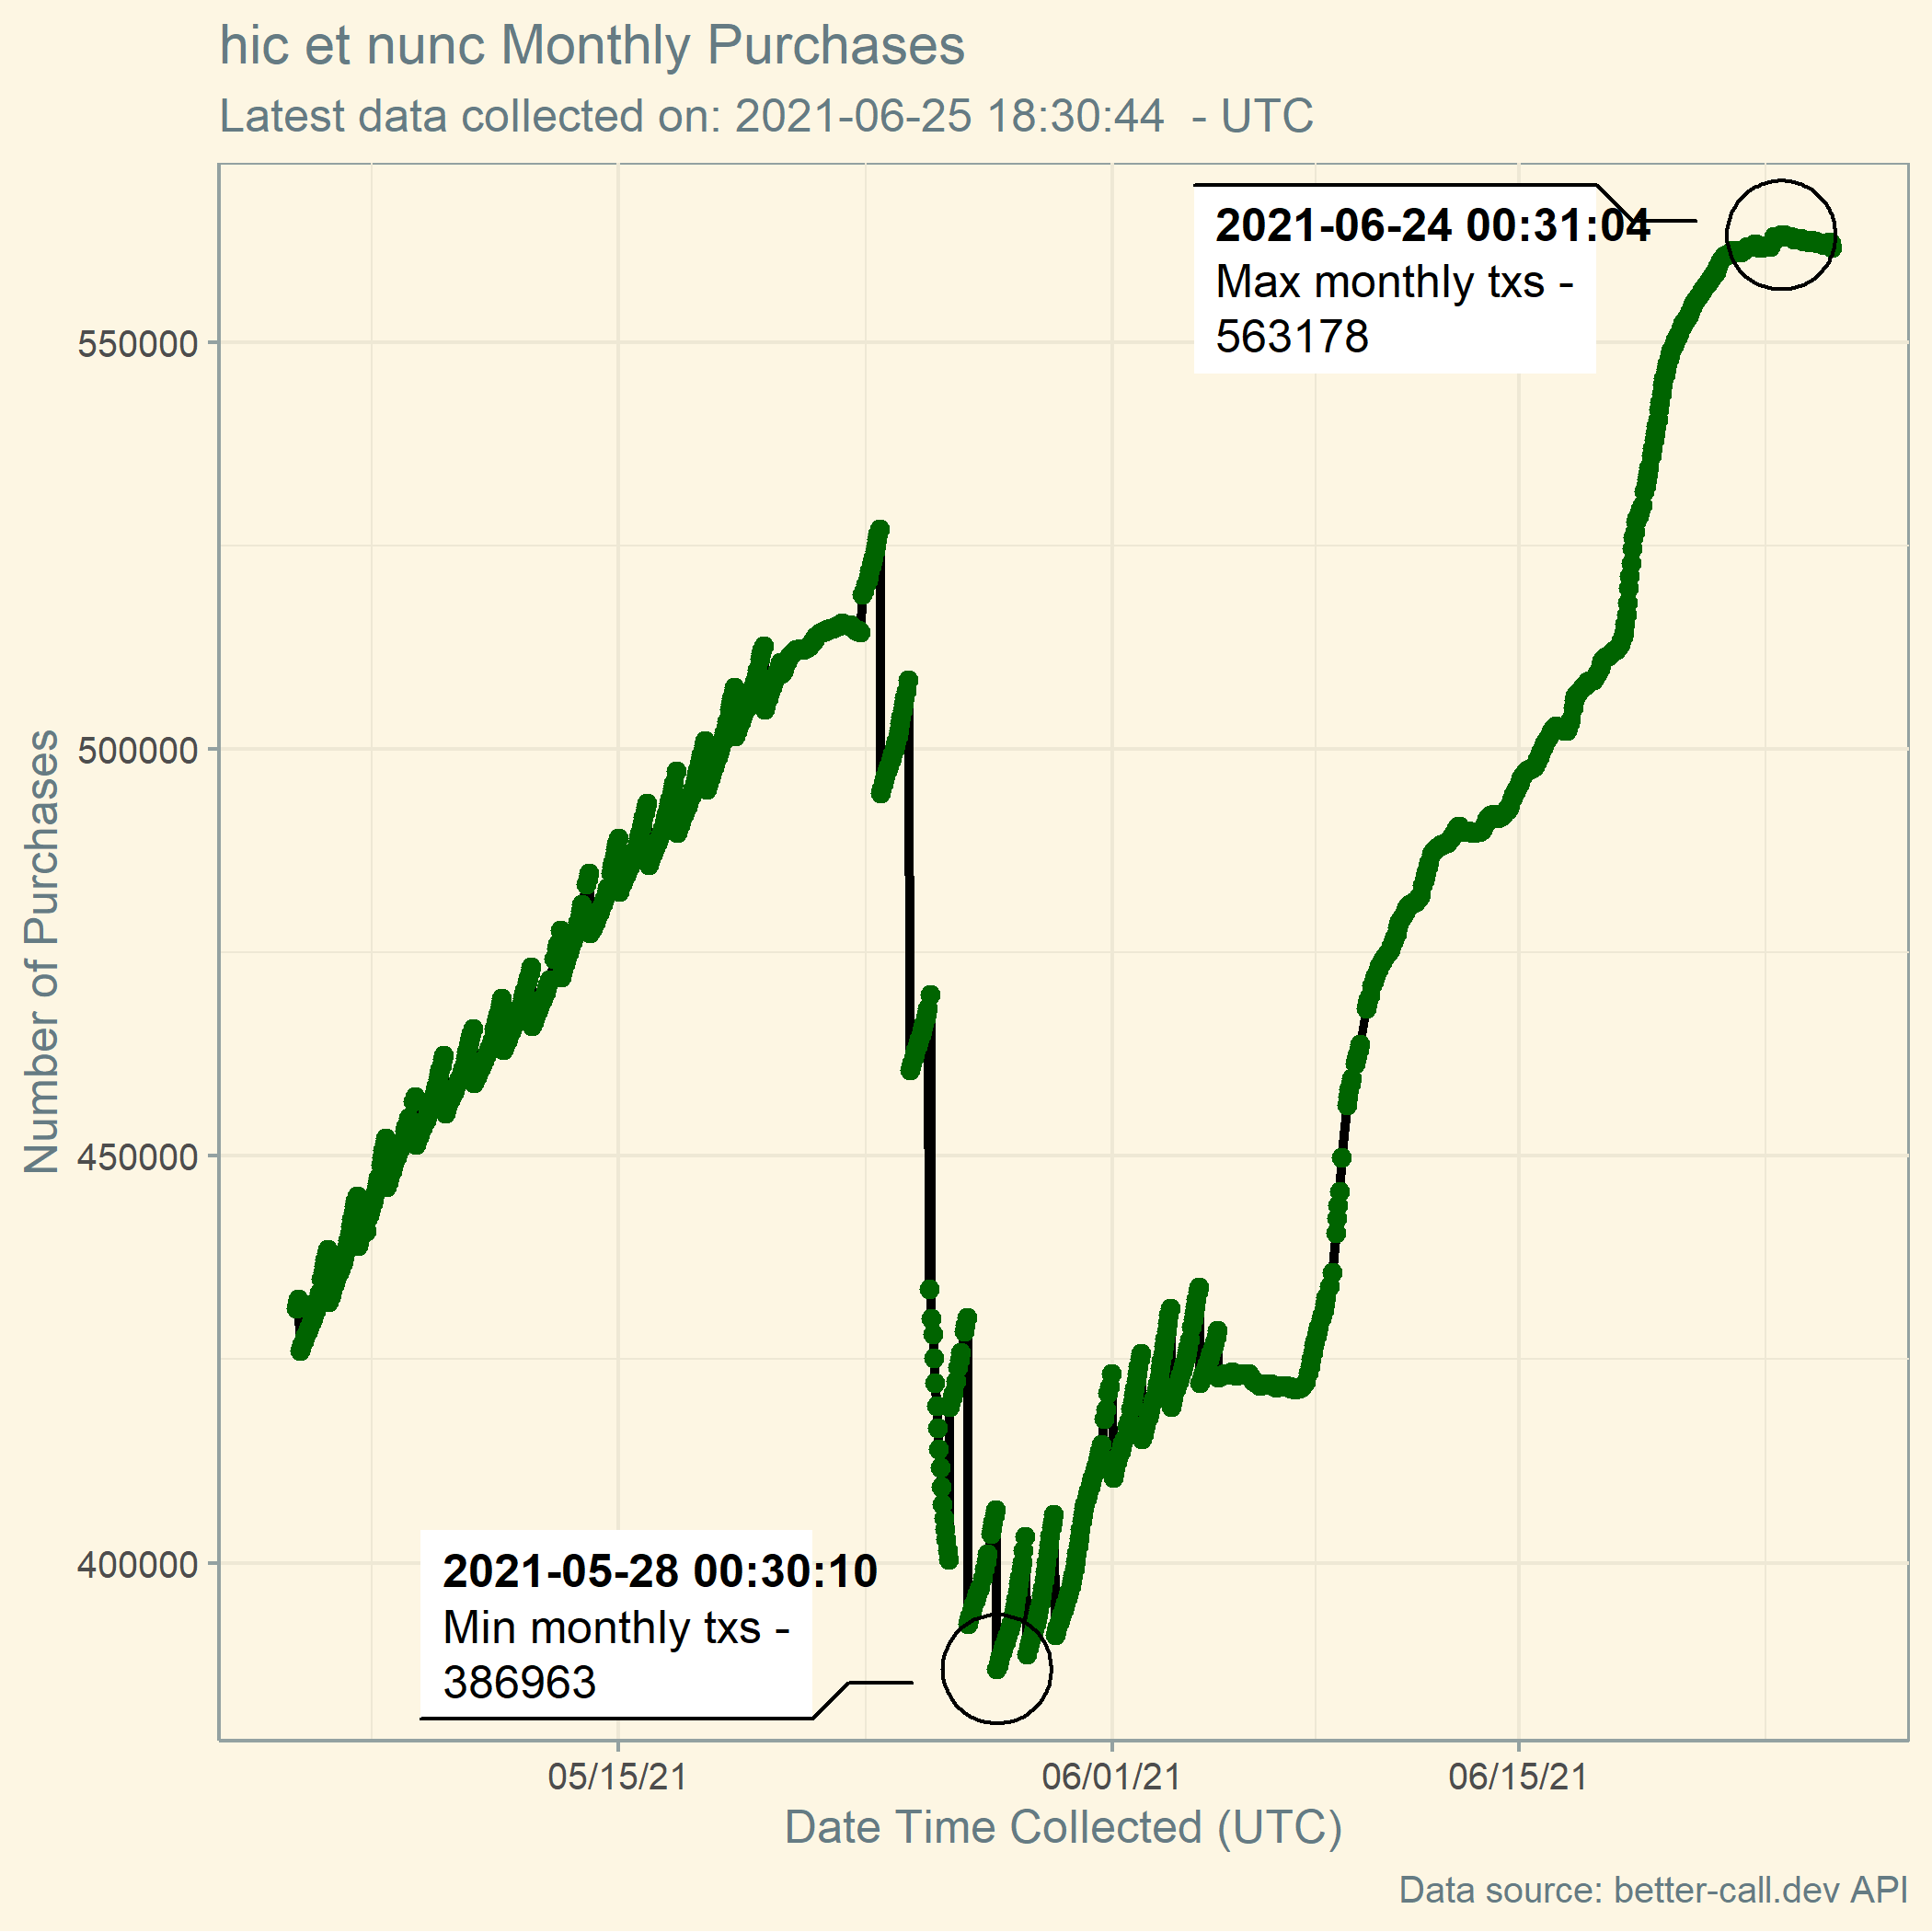 hic et nunc Monthly Purchases
Latest data collected on: 2021-06-25 18:30:44  - UTC
Number of Purchases
550000
500000
450000
400000
2021-06-24 00:31:04
Max monthly txs -
563178
2021-05-28 00:30:10
Min monthly txs -
386963
05/15/21
06/01/21
06/15/21
Date Time Collected (UTC)
Data source: better-call.dev API